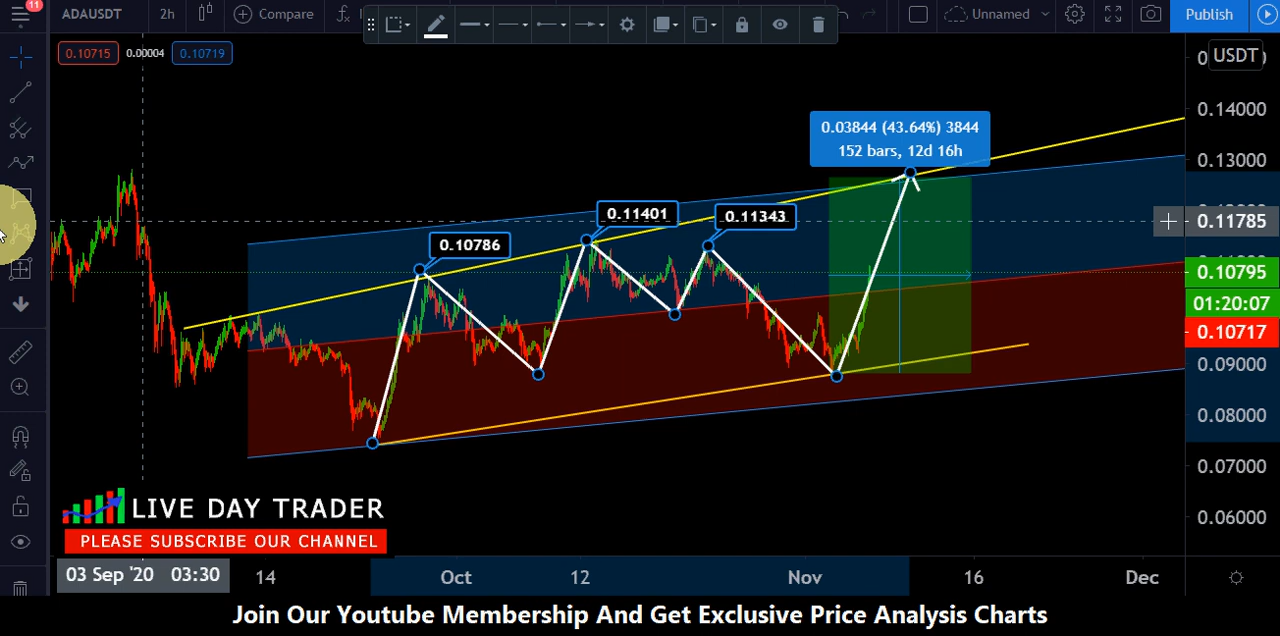 11
ADAUSDT
2h
Compare
Unnamed
Publish
0.10715
0.00004
0.10719
USDT
0.14000
0.13000
0.11785
0.10795
01:20:07
0.10717
0.09000
0.08000
0.07000
0.06000
0.03844 (43.64%) 3844
152 bars, 12d 16h
0.10786
0.11401
0.11343
LIVE DAY TRADER
PLEASE SUBSCRIBE OUR CHANNEL
03 Sep '20 03:30
14
Oct
12
Nov
16
Dec
Join Our Youtube Membership And Get Exclusive Price Analysis Charts